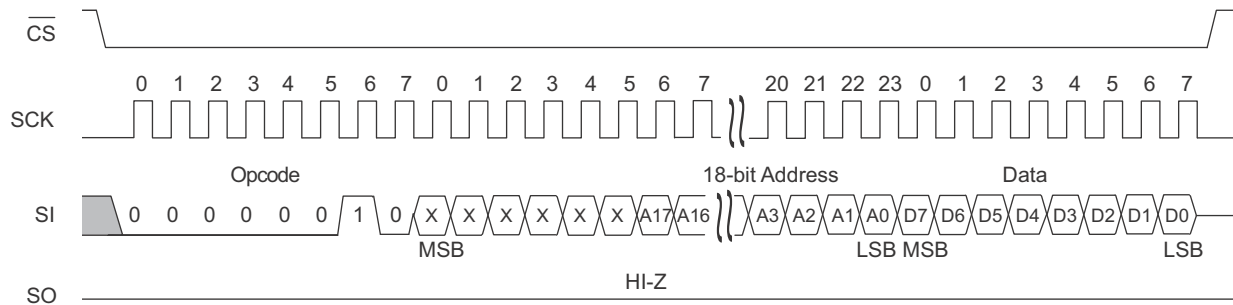 CS
0 1 2 3 4 5 6 7 0 1 2 3 4 5 6 7 20 21 22 23 0 1 2 3 4 5 6 7
SCK
Opcode 18-bit Address Data
SI 0 0 0 0 0 0 1 0 X X X X X X A17 A16 A3 A2 A1 A0 D7 D6 D5 D4 D3 D2 D1 D0
MSB LSB MSB LSB
HI-Z
SO